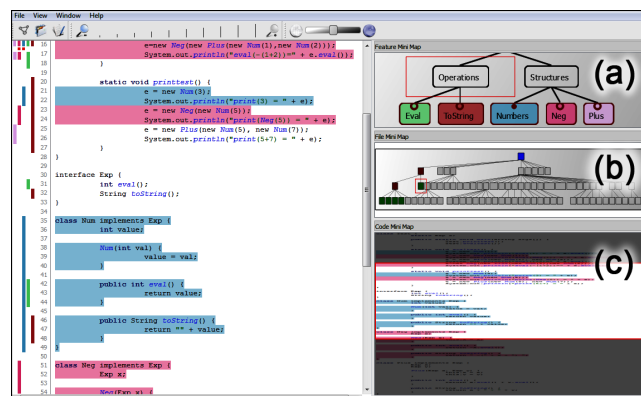 File View Window Help
16 e=new Neg(new Plus(new Num(1),new Num(2)));
17 System.out.println("eval(-(1+2))=" + e.eval());
18 }
19
20 static void printtest() {
21 e = new Num(3);
22 System.out.println("print(3) = " + e);
23 e = new Neg(new Num(5));
24 System.out.println("print(Neg(5)) = " + e);
25 e = new Plus(new Num(5), new Num(7));
26 System.out.println("print(5+7) = " + e);
27 }
28 }
29
30 interface Exp {
31 int eval();
32 String toString();
33 }
34
35 class Num implements Exp {
36 int value;
37
38 Num(int val) {
39 value = val;
40 }
41
42 public int eval() {
43 return value;
44 }
45
46 public String toString() {
47 return "" + value;
48 }
49 }
50
51 class Neg implements Exp {
52 Exp x;
53
54 Neg(Exp x) {
Feature Mini Map
Operations Structures
Eval ToString Numbers Neg Plus
(a)
File Mini Map
(b)
Code Mini Map
(c)